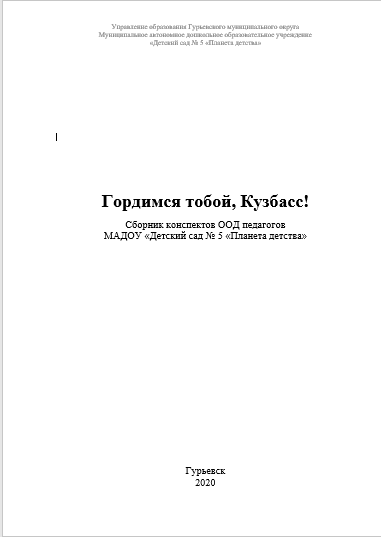 Управление образования Гурьевского муниципального округа
Муниципальное автономное дошкольное образовательное учреждение
«Детский сад № 5 «Планета детства»
Гордимся тобой, Кузбасс!
Сборник конспектов ООД педагогов
МАДОУ «Детский сад № 5 «Планета детства»
Гурьевск
2020